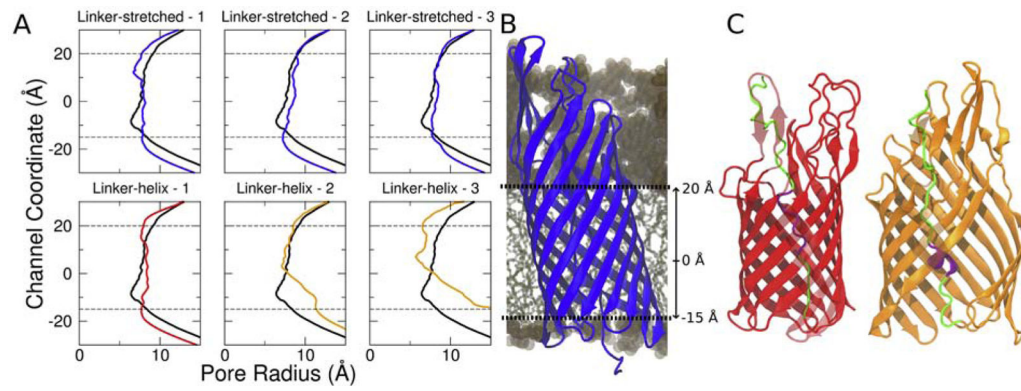 A
B
C
Linker-stretched - 1
Linker-stretched - 2
Linker-stretched - 3
20
0
-20
Linker-helix - 1
Linker-helix - 2
Linker-helix - 3
20
0
-20
0
10
0
10
0
10
Channel Coordinate (Å)
Pore Radius (Å)
20 Å
0 Å
-15 Å